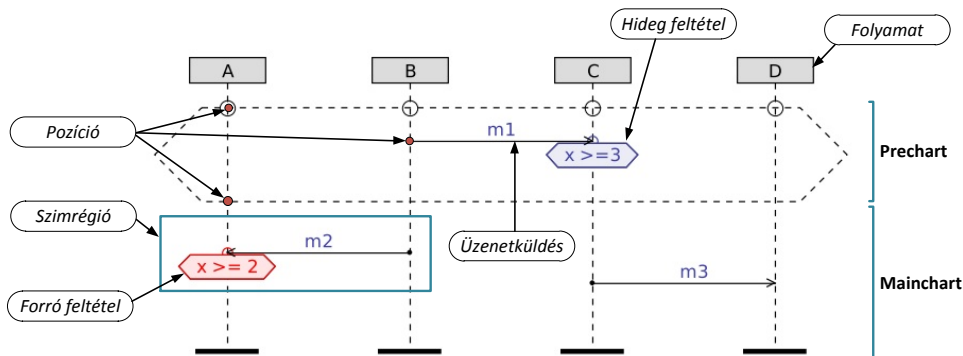 Hideg feltétel
Folyamat
A
B
C
D
Pozíció
m1
x >=3
Prechart
Szimrégió
m2
Üzenetküldés
x >= 2
m3
Mainchart
Forró feltétel